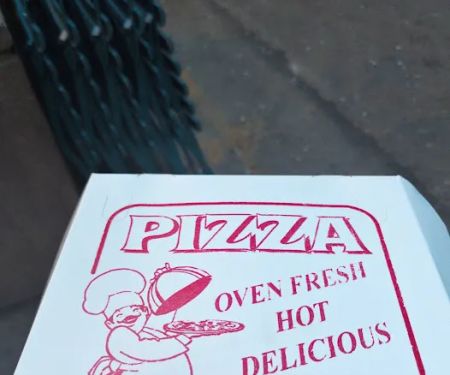 PIZZA
OVEN FRESH
HOT
DELICIOUS